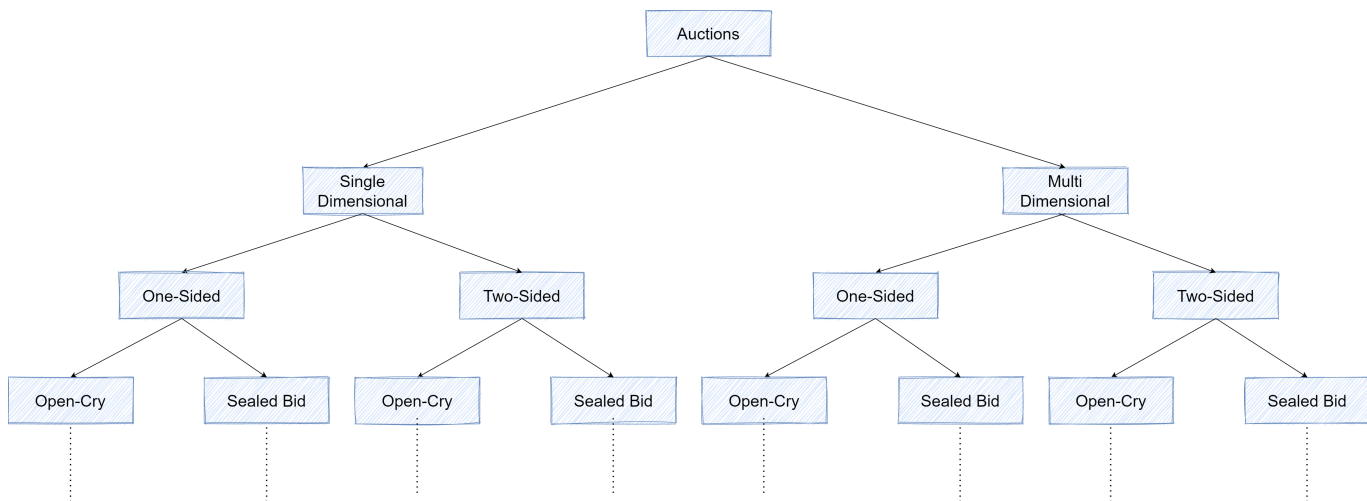 Auctions
Single
Dimensional
Multi
Dimensional
One-Sided
Two-Sided
One-Sided
Two-Sided
Open-Cry
Sealed Bid
Open-Cry
Sealed Bid
Open-Cry
Sealed Bid
Open-Cry
Sealed Bid